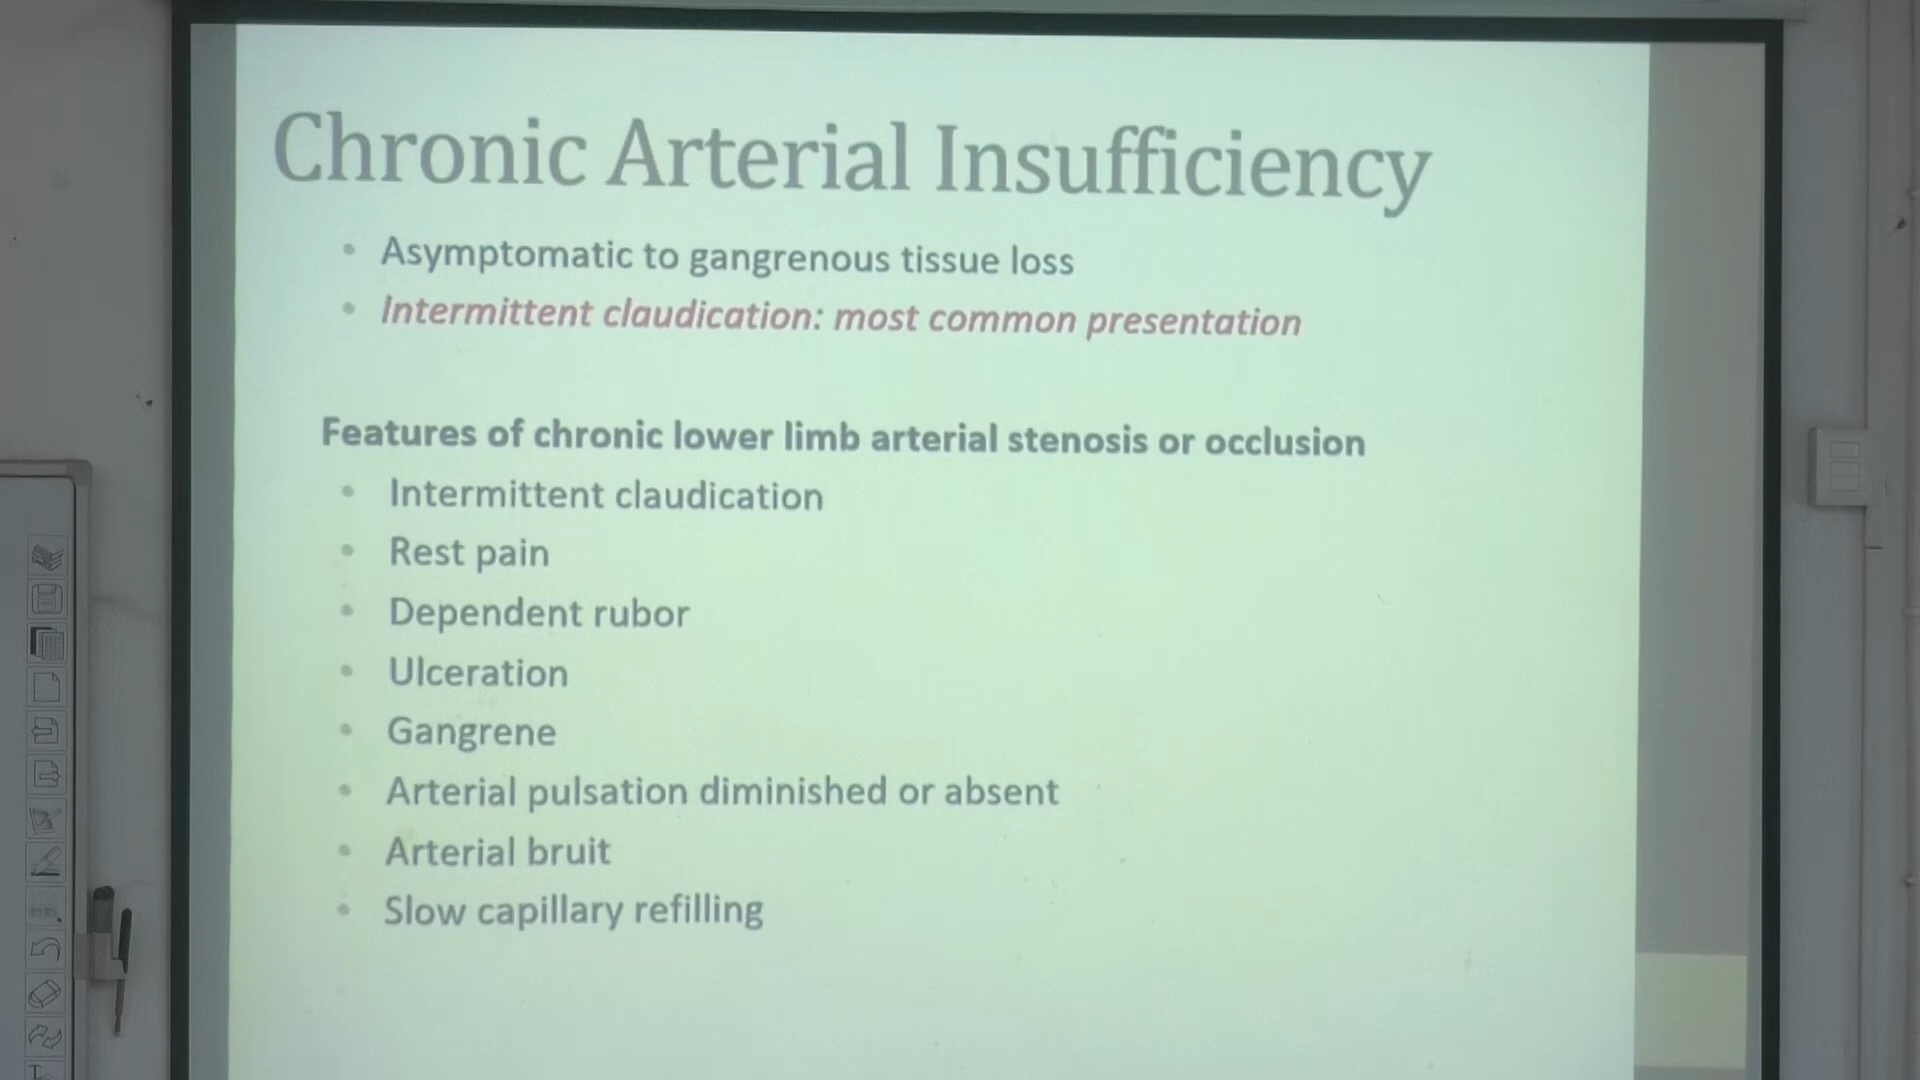 Chronic Arterial Insufficiency
• Asymptomatic to gangrenous tissue loss
• Intermittent claudication: most common presentation
Features of chronic lower limb arterial stenosis or occlusion
• Intermittent claudication
• Rest pain
• Dependent rubor
• Ulceration
• Gangrene
• Arterial pulsation diminished or absent
• Arterial bruit
• Slow capillary refilling